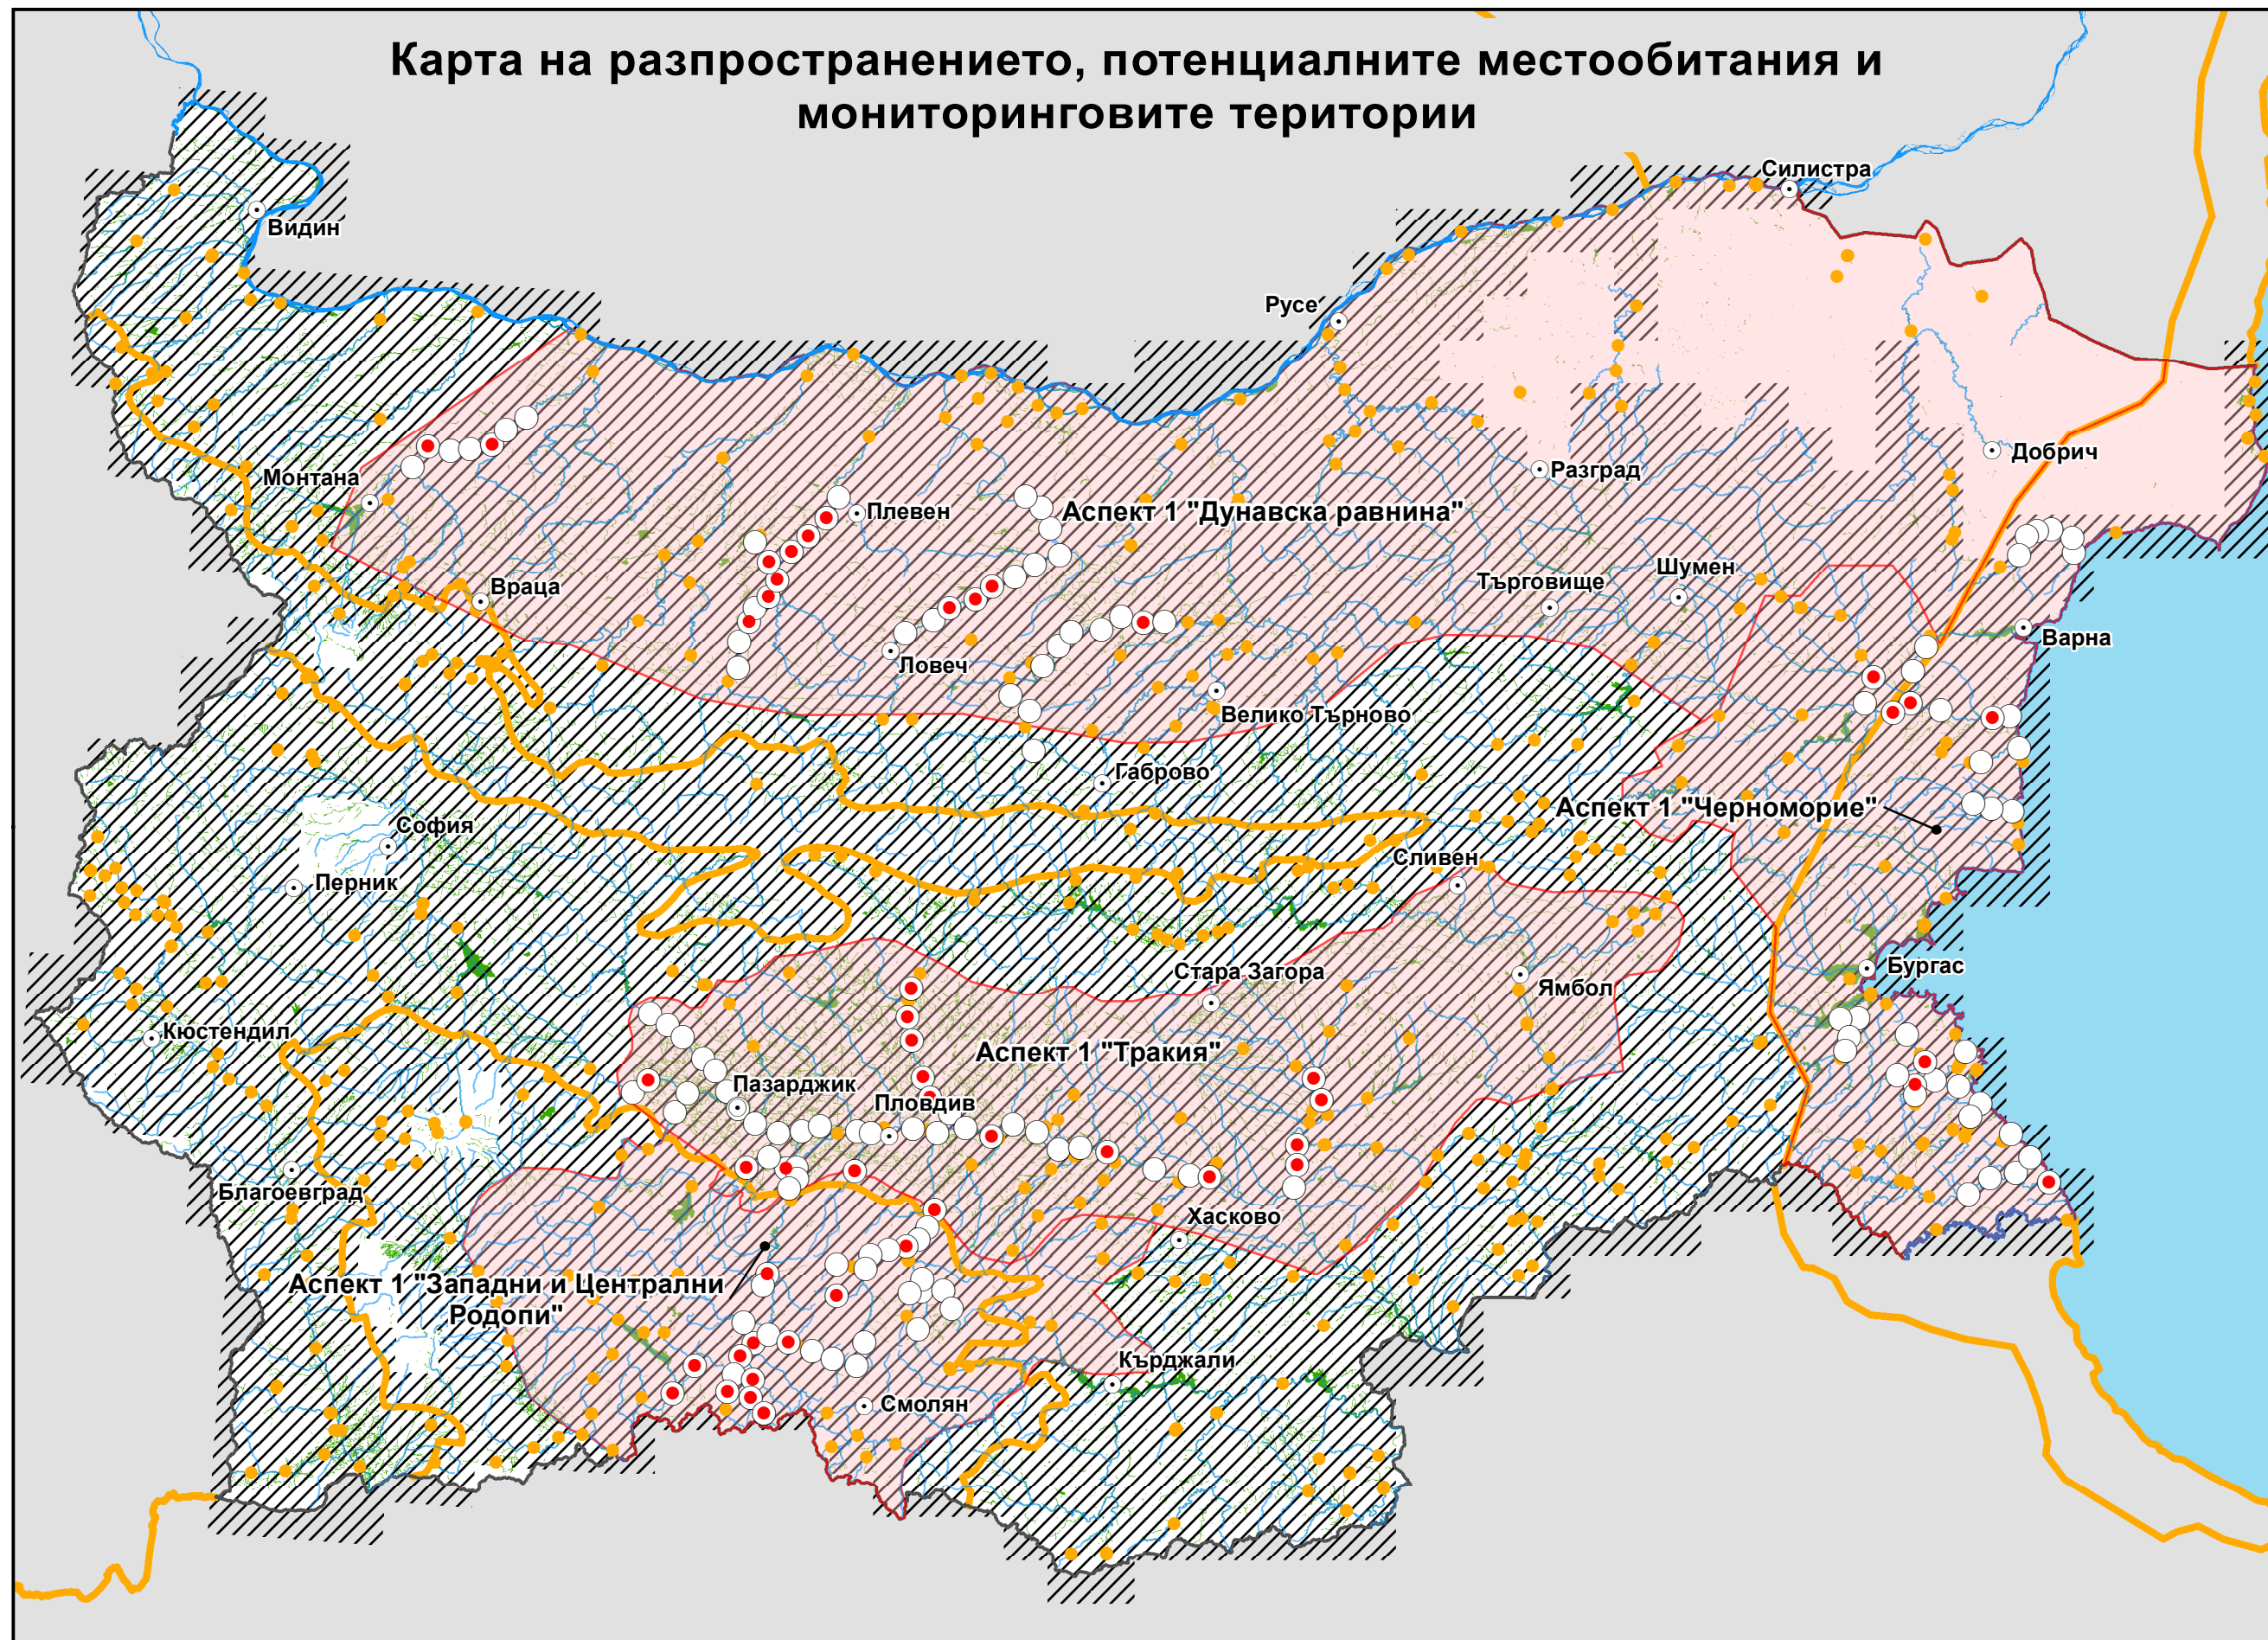 Карта на разпространението, потенциалните местообитания и
мониторинговите територии
Силистра
Видин
Русе
Добрич
Разград
Монтана
Плевен
Аспект 1 "Дунавска равнина"
Шумен
Търговище
Враца
Варна
Ловеч
Велико Търново
Габрово
Аспект 1 "Черноморие"
София
Сливен
Перник
Бургас
Стара Загора
Ямбол
Кюстендил
Аспект 1 "Тракия"
Пазарджик
Пловдив
Благоевград
Хасково
Аспект 1 "Западни и Централни
Родопи"
Кърджали
Смолян